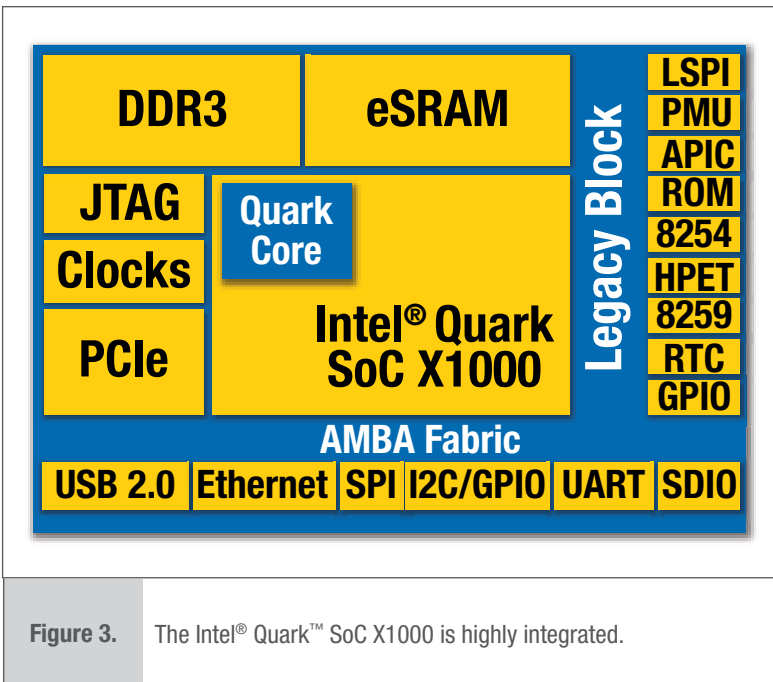 DDR3
eSRAM
JTAG
Clocks
PCIe
Quark
Core
Intel® Quark
SoC X1000
Legacy Block
LSPI
PMU
APIC
ROM
8254
HPET
8259
RTC
GPIO
AMBA Fabric
USB 2.0
Ethernet
SPI
I2C/GPIO
UART
SDIO
Figure 3.
The Intel® Quark™ SoC X1000 is highly integrated.